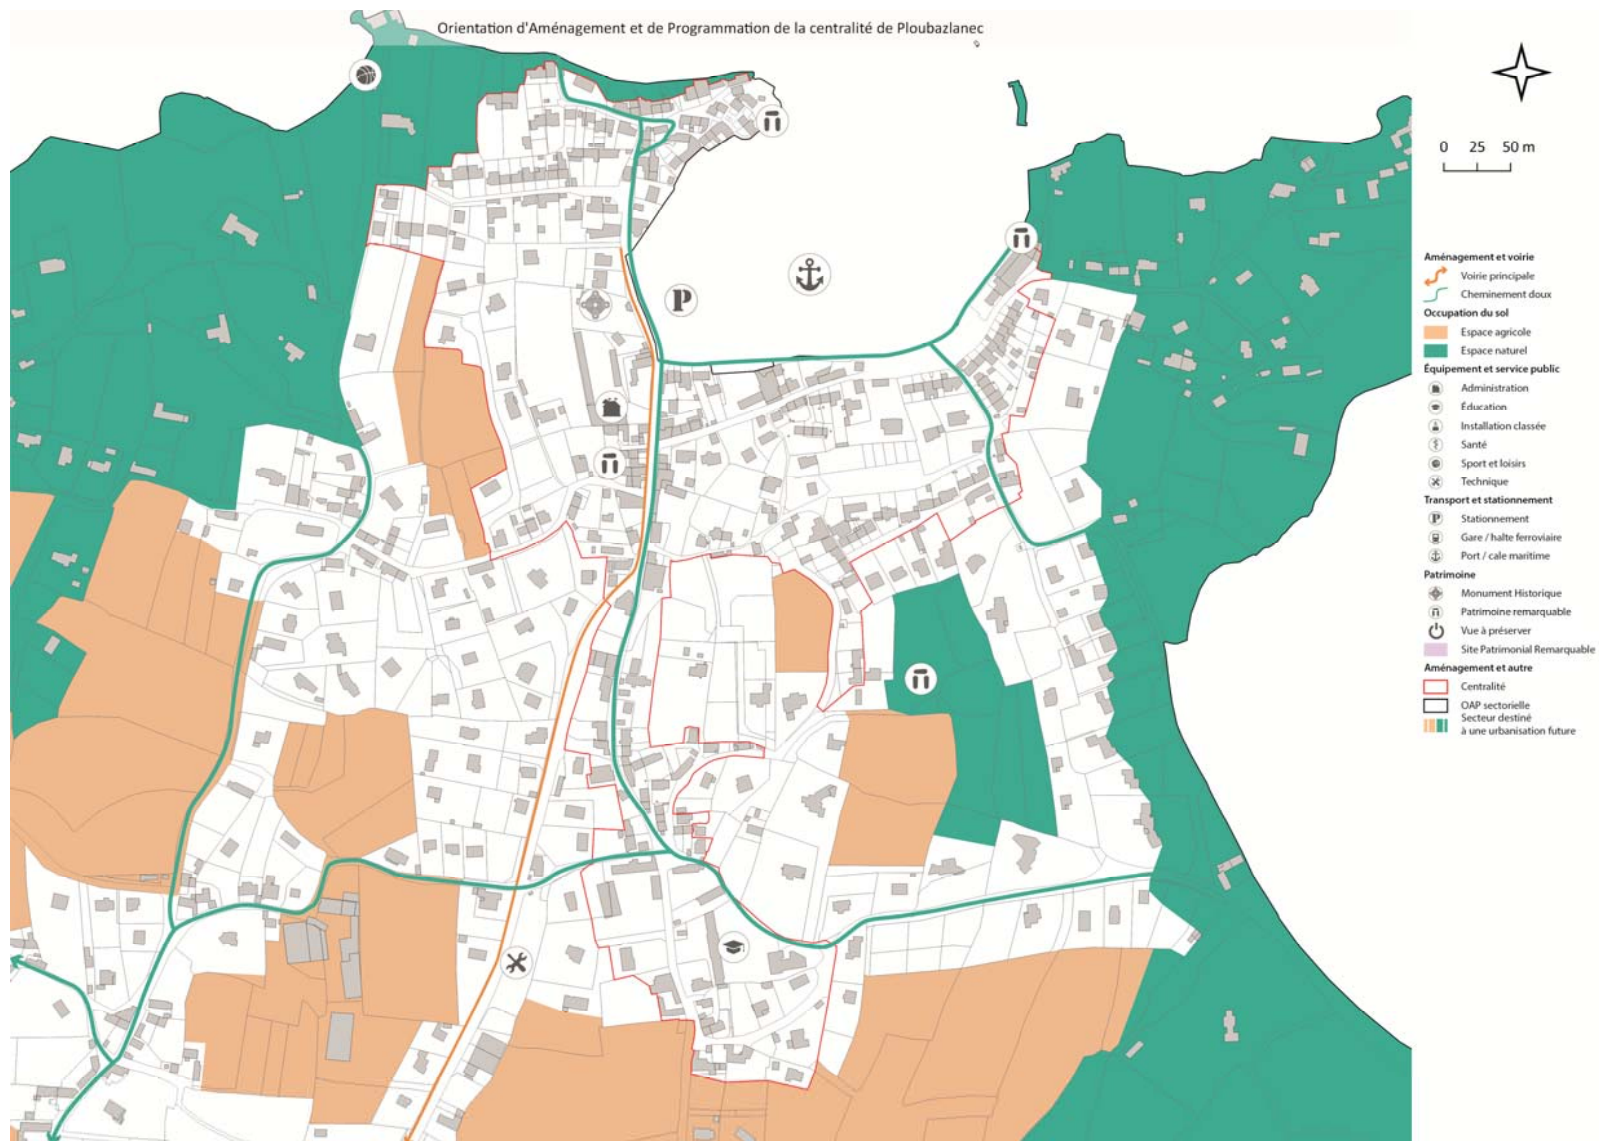 Orientation d'Aménagement et de Programmation de la centralité de Ploubazlanec
0 25 50 m
Aménagement et voirie
Voirie principale
Cheminement doux
Occupation du sol
Espace agricole
Espace naturel
Équipement et service public
Administration
Éducation
Installation classée
Santé
Sport et loisirs
Technique
Transport et stationnement
P Stationnement
Gare / halte ferroviaire
Port / cale maritime
Patrimoine
Monument Historique
Patrimoine remarquable
Vue à préserver
Site Patrimonial Remarquable
Aménagement et autre
Centralité
OAP sectorielle
Secteur destiné
à une urbanisation future
P